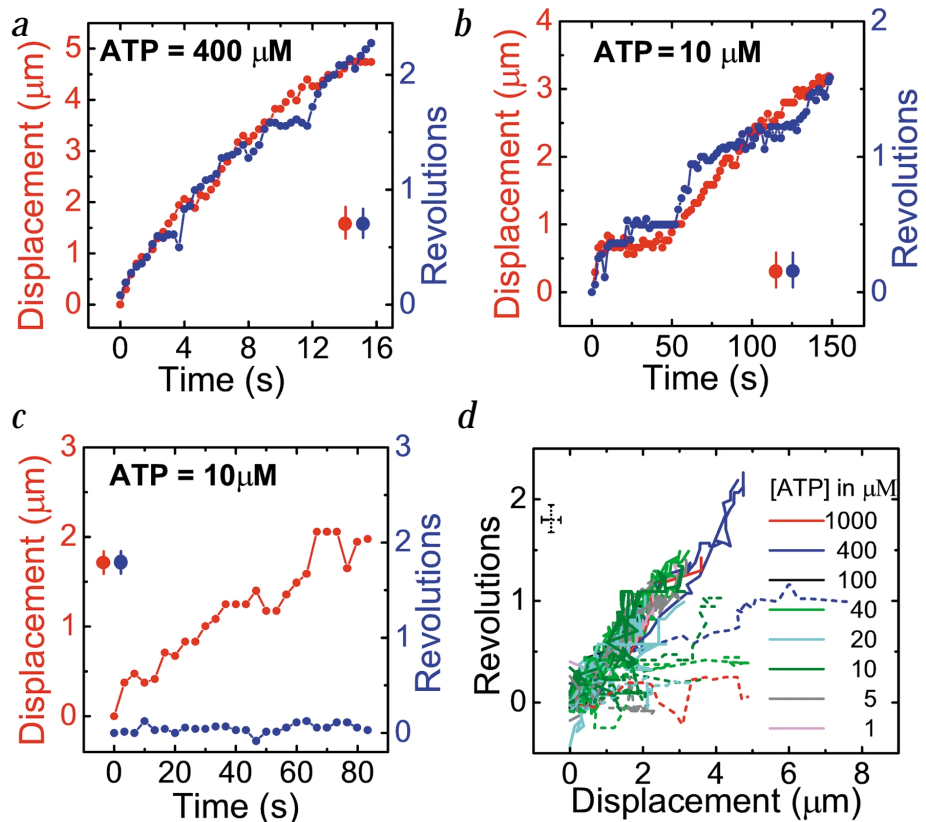 a
ATP = 400 μM
Displacement (μm)
5
4
3
2
1
0
2
1
0
Revolutions
0 4 8 12 16
Time (s)
b
ATP = 10 μM
Displacement (μm)
4
3
2
1
0
2
1
0
Revolutions
0 50 100 150
Time (s)
c
ATP = 10μM
Displacement (μm)
3
2
1
0
3
2
1
0
Revolutions
0 20 40 60 80
Time (s)
d
Revolutions
2
1
0
[ATP] in μM
1000
400
100
40
20
10
5
1
0 2 4 6 8
Displacement (μm)